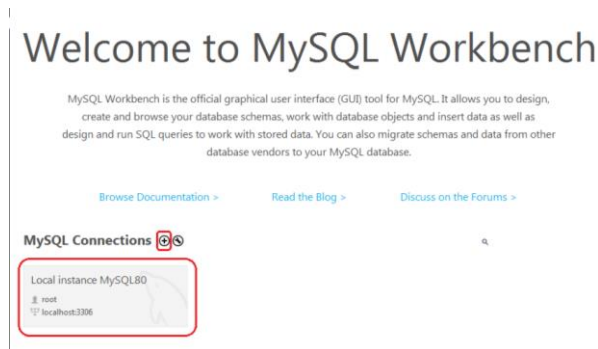 Welcome to MySQL Workbench
MySQL Workbench is the official graphical user interface (GUI) tool for MySQL. It allows you to design,
create and browse your database schemas, work with database objects and insert data as well as
design and run SQL queries to work with stored data. You can also migrate schemas and data from other
database vendors to your MySQL database.
Browse Documentation > Read the Blog > Discuss on the Forums >
MySQL Connections
Local instance MySQL80
root
localhost:3306